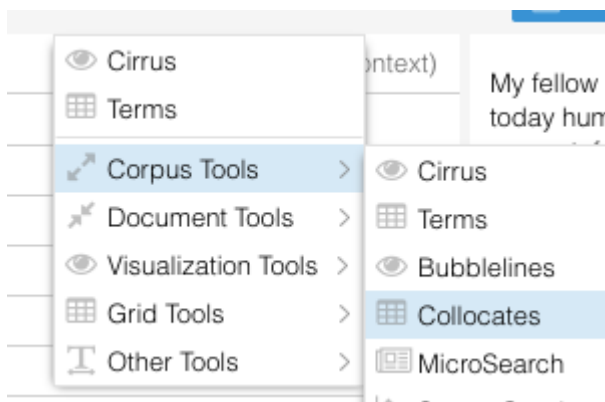 Cirrus
Terms
Corpus Tools
Document Tools
Visualization Tools
Grid Tools
Other Tools
Cirrus
Terms
Bubblelines
Collocates
MicroSearch
ontext)
My fellow
today hum